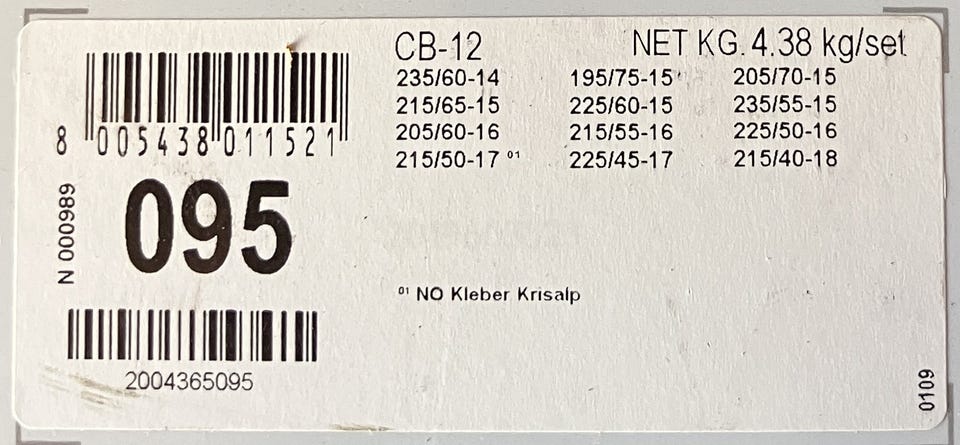 CB-12 NET KG. 4.38 kg/set
235/60-14 195/75-15 205/70-15
215/65-15 225/60-15 235/55-15
205/60-16 215/55-16 225/50-16
215/50-17 01 225/45-17 215/40-18
01 NO Kleber Krisalp
8 005438 011521
095
N 000989
2004365095
0109